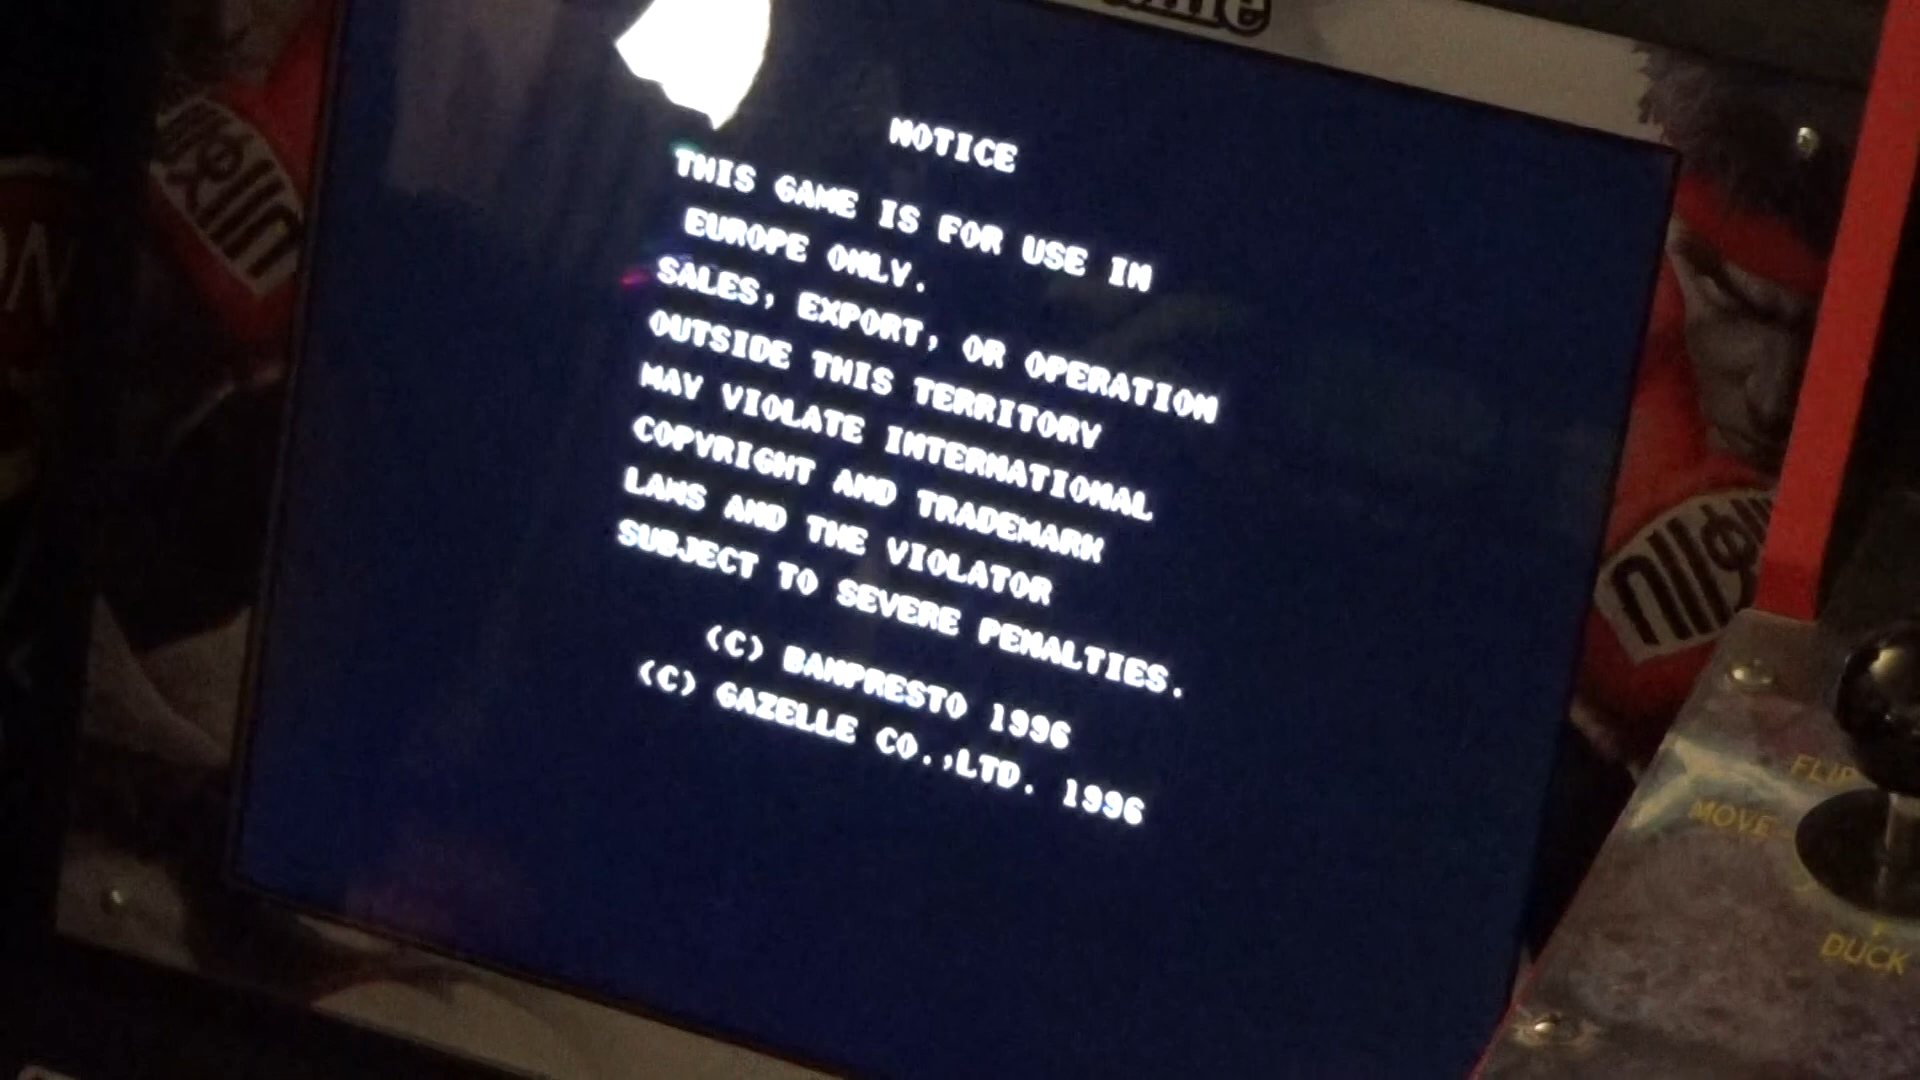 NOTICE
THIS GAME IS FOR USE IN
EUROPE ONLY.
SALES, EXPORT, OR OPERATION
OUTSIDE THIS TERRITORY
MAY VIOLATE INTERNATIONAL
COPYRIGHT AND TRADEMARK
LAWS AND THE VIOLATOR
SUBJECT TO SEVERE PENALTIES.
(C) BANPRESTO 1996
(C) GAZELLE CO.,LTD. 1996
FLIP
MOVE
DUCK